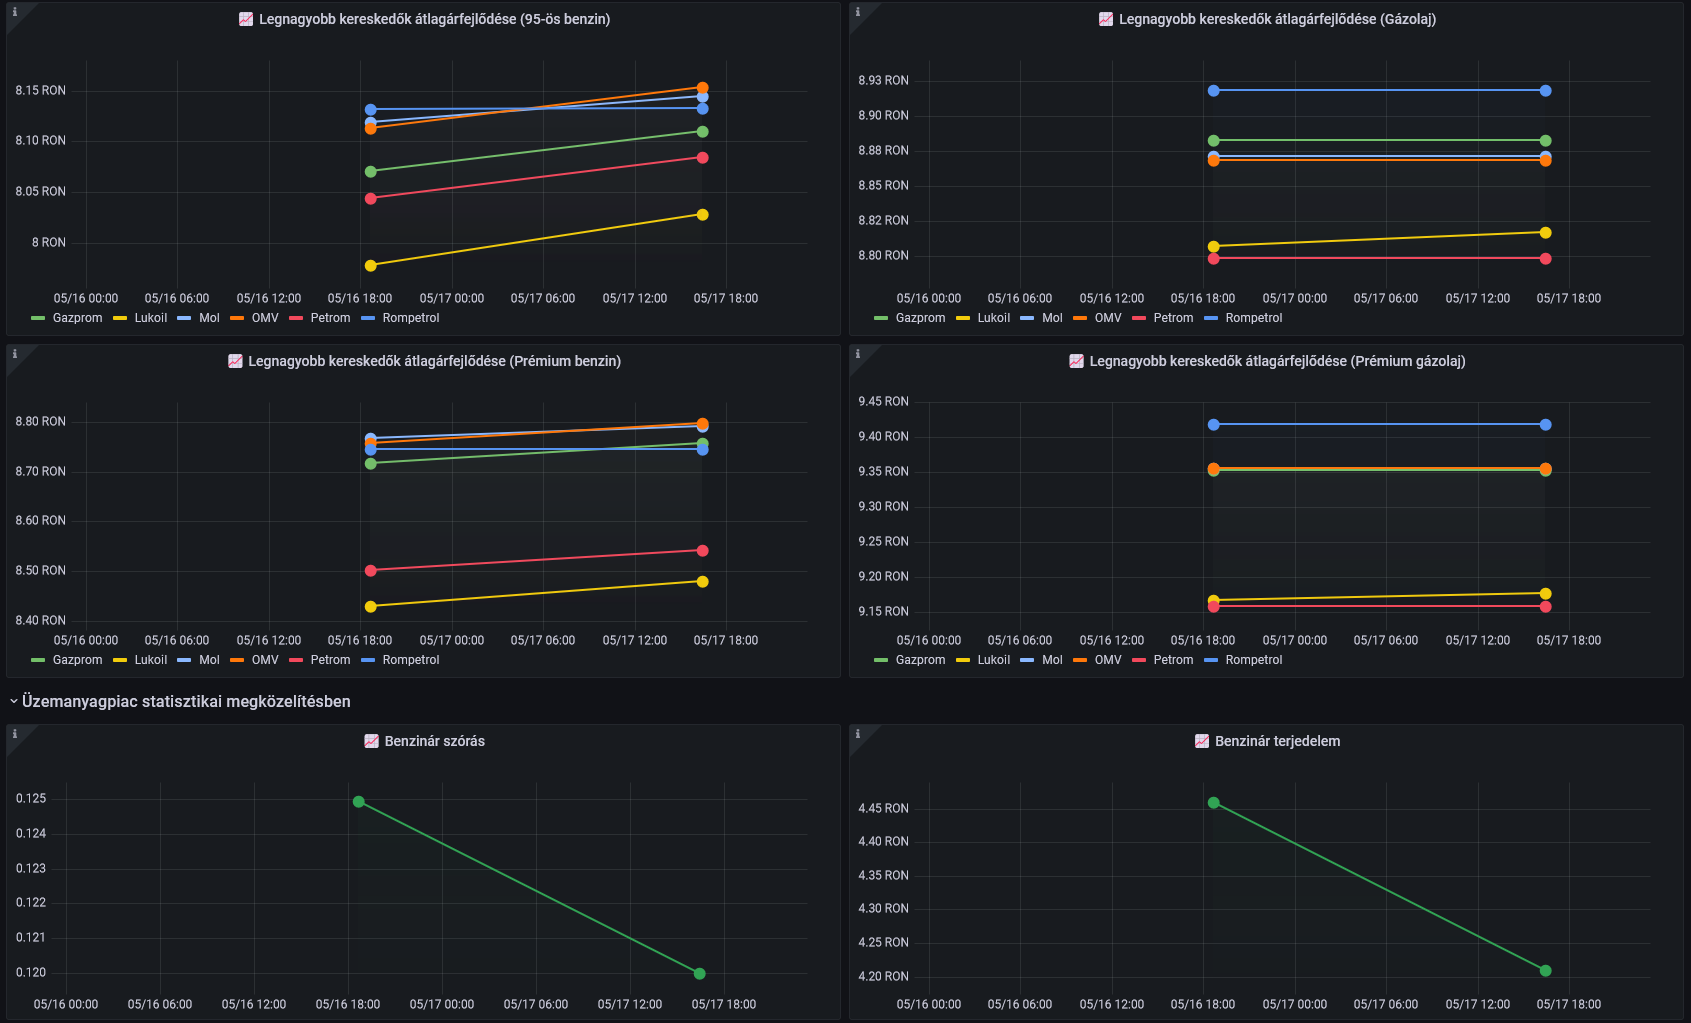 Legnagyobb kereskedők átlagárfejlődése (95-ös benzin)
8.15 RON
8.10 RON
8.05 RON
8 RON
05/16 00:00 05/16 06:00 05/16 12:00 05/16 18:00 05/17 00:00 05/17 06:00 05/17 12:00 05/17 18:00
Gazprom Lukoil Mol OMV Petrom Rompetrol
Legnagyobb kereskedők átlagárfejlődése (Gázolaj)
8.93 RON
8.90 RON
8.88 RON
8.85 RON
8.82 RON
8.80 RON
05/16 00:00 05/16 06:00 05/16 12:00 05/16 18:00 05/17 00:00 05/17 06:00 05/17 12:00 05/17 18:00
Gazprom Lukoil Mol OMV Petrom Rompetrol
Legnagyobb kereskedők átlagárfejlődése (Prémium benzin)
8.80 RON
8.70 RON
8.60 RON
8.50 RON
8.40 RON
05/16 00:00 05/16 06:00 05/16 12:00 05/16 18:00 05/17 00:00 05/17 06:00 05/17 12:00 05/17 18:00
Gazprom Lukoil Mol OMV Petrom Rompetrol
Legnagyobb kereskedők átlagárfejlődése (Prémium gázolaj)
9.45 RON
9.40 RON
9.35 RON
9.30 RON
9.25 RON
9.20 RON
9.15 RON
05/16 00:00 05/16 06:00 05/16 12:00 05/16 18:00 05/17 00:00 05/17 06:00 05/17 12:00 05/17 18:00
Gazprom Lukoil Mol OMV Petrom Rompetrol
Üzemanyagpiac statisztikai megközelítésben
Benzinár szórás
0.125
0.124
0.123
0.122
0.121
0.120
05/16 00:00 05/16 06:00 05/16 12:00 05/16 18:00 05/17 00:00 05/17 06:00 05/17 12:00 05/17 18:00
Benzinár terjedelem
4.45 RON
4.40 RON
4.35 RON
4.30 RON
4.25 RON
4.20 RON
05/16 00:00 05/16 06:00 05/16 12:00 05/16 18:00 05/17 00:00 05/17 06:00 05/17 12:00 05/17 18:00